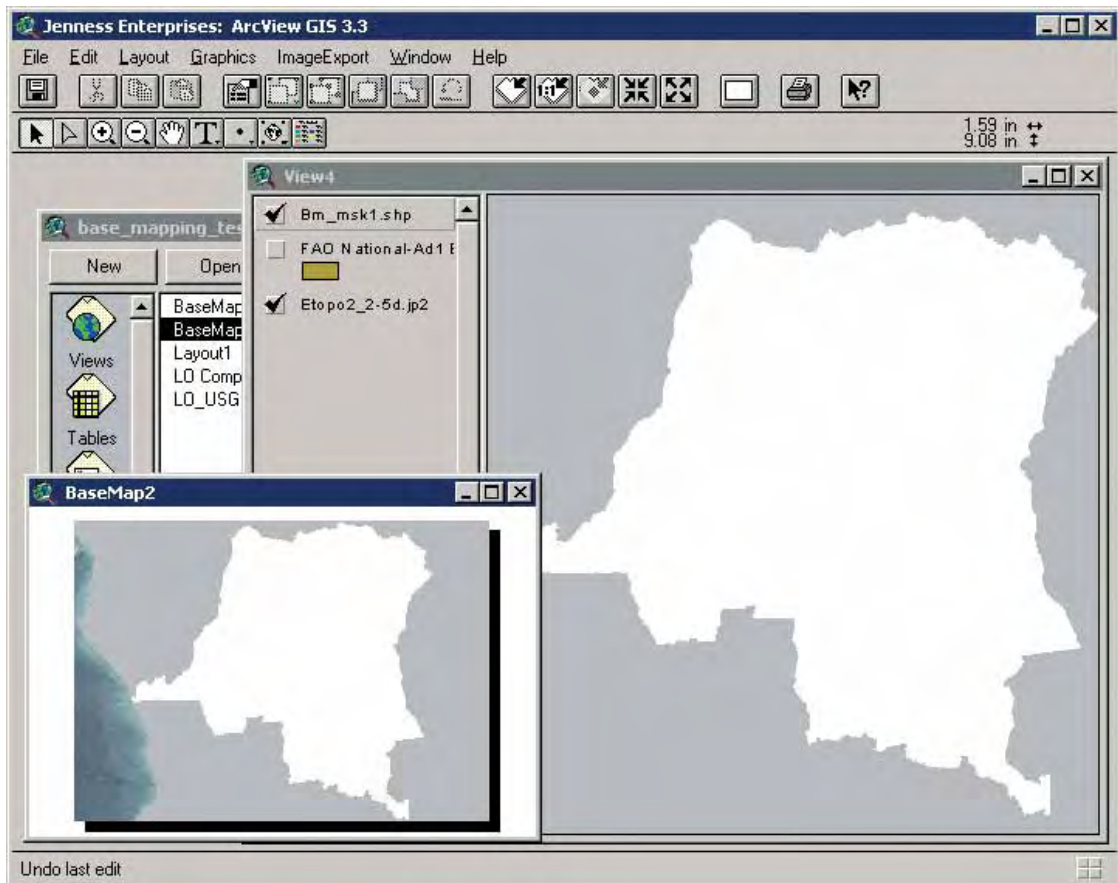 Jenness Enterprises: ArcView GIS 3.3
File Edit Layout Graphics ImageExport Window Help
1:1
T
?
1.59 in
9.08 in
View4
Bm_msk1.shp
FAO National-Ad1
Etopo2_2-5d.jp2
base_mapping_tes
New
Open
Views
Tables
BaseMap
BaseMap
Layout1
LO Comp
LO_USG
BaseMap2
Undo last edit